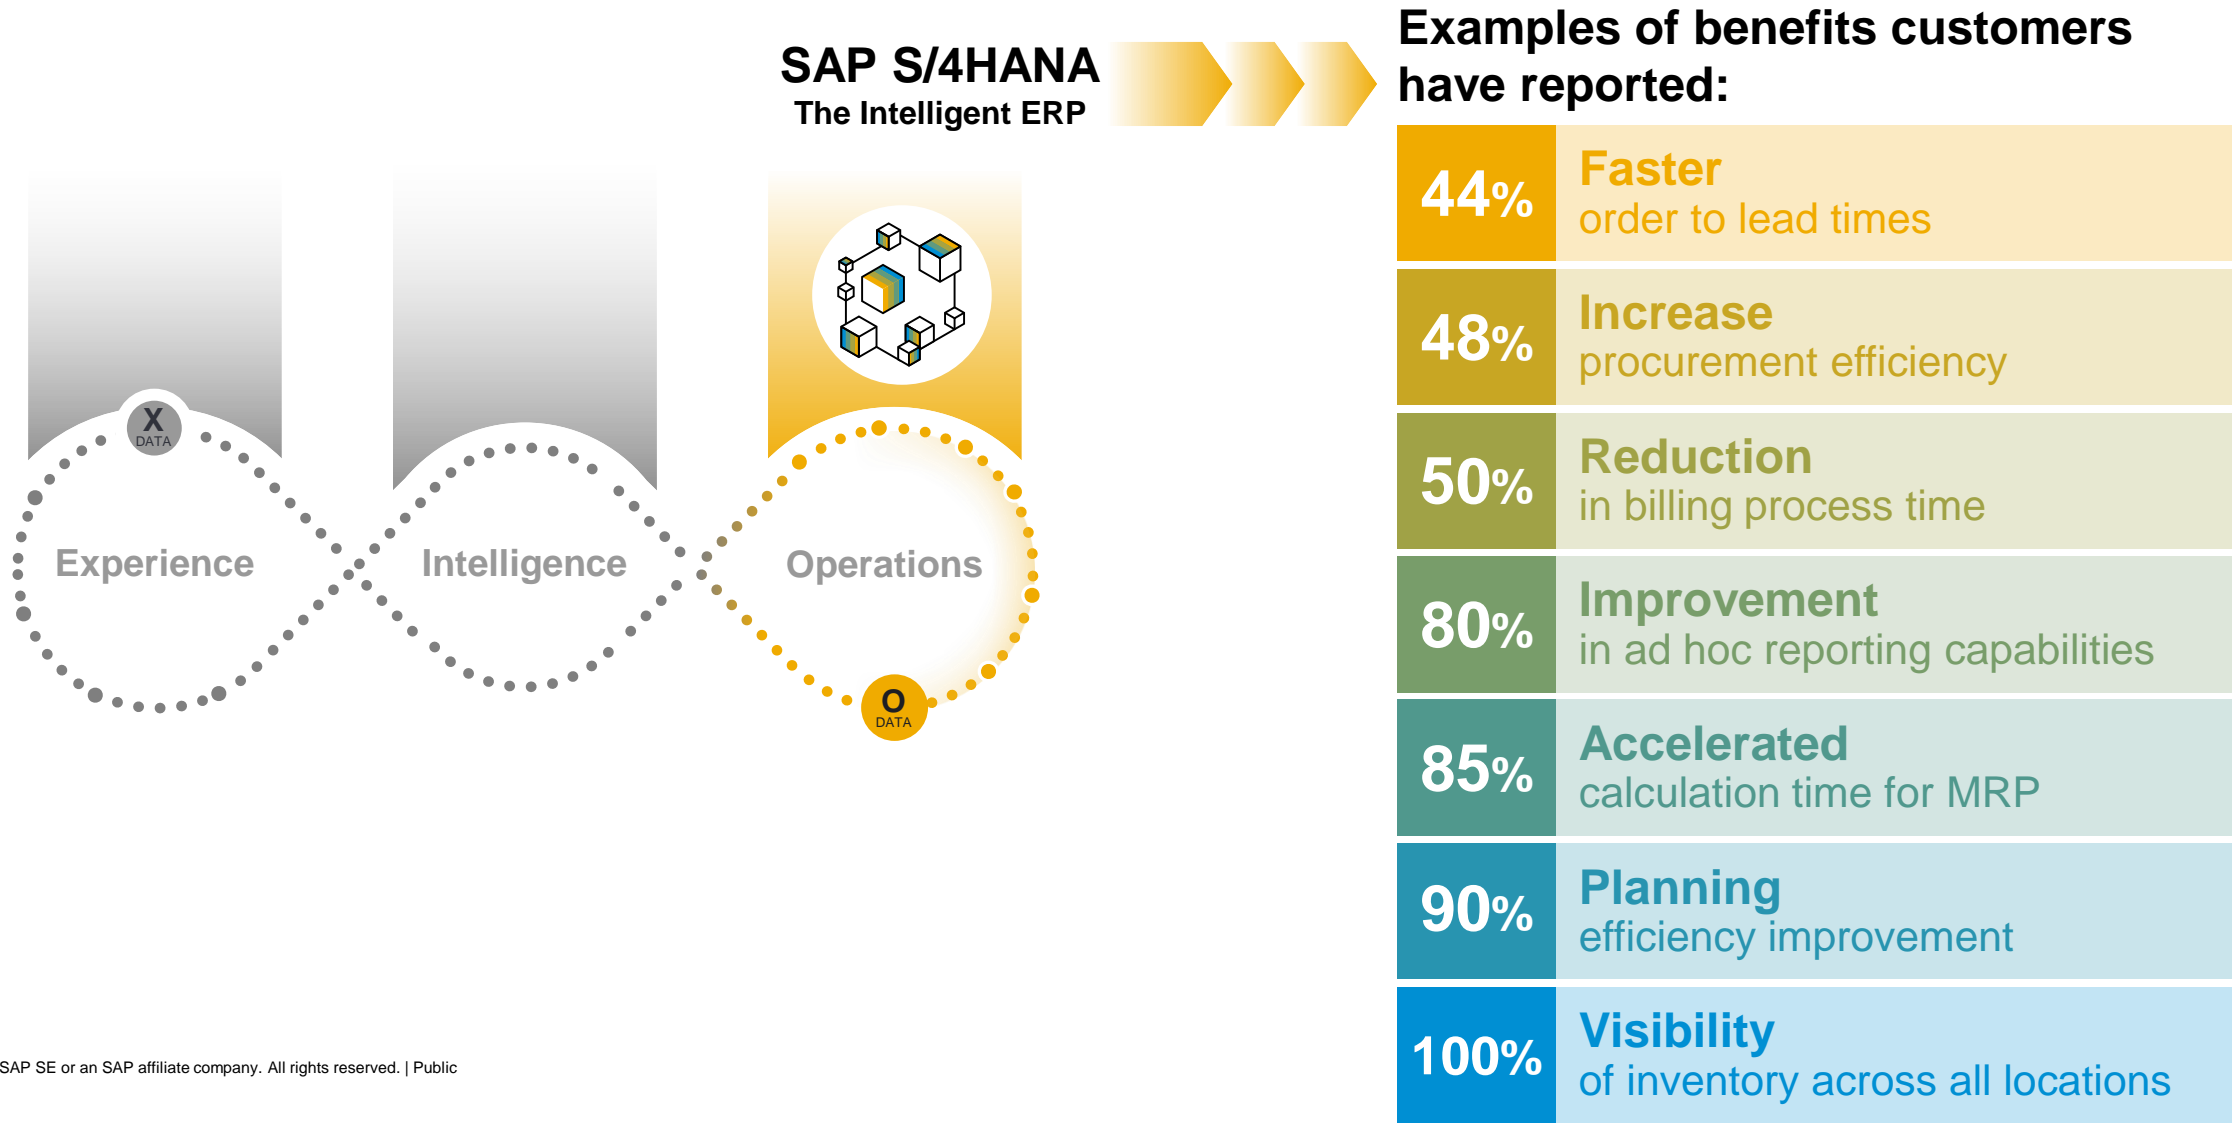 SAP S/4HANA
The Intelligent ERP
Examples of benefits customers
have reported:
X
DATA
Experience
Intelligence
Operations
O
DATA
44%
Faster
order to lead times
48%
Increase
procurement efficiency
50%
Reduction
in billing process time
80%
Improvement
in ad hoc reporting capabilities
85%
Accelerated
calculation time for MRP
90%
Planning
efficiency improvement
100%
Visibility
of inventory across all locations
SAP SE or an SAP affiliate company. All rights reserved. | Public